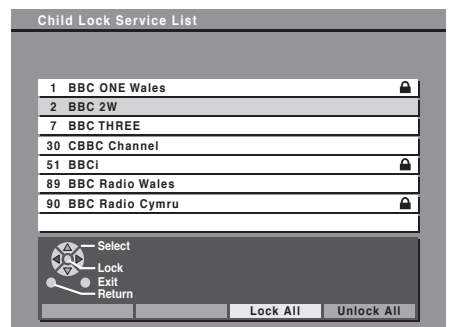 Child Lock Service List
1 BBC ONE Wales
2 BBC 2W
7 BBC THREE
30 CBBC Channel
51 BBCi
89 BBC Radio Wales
90 BBC Radio Cymru
Select
Lock
Exit
Return
Lock All Unlock All